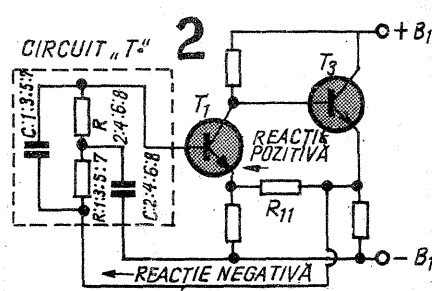 CIRCUIT „T”
2
+ B₁
T₃
T₁
C:1:3:5:7
R
2:4:6:8
R:1:3:5:7
C:2:4:6:8
REACȚIE
POZITIVĂ
R₁₁
REACȚIE NEGATIVĂ
- B₁